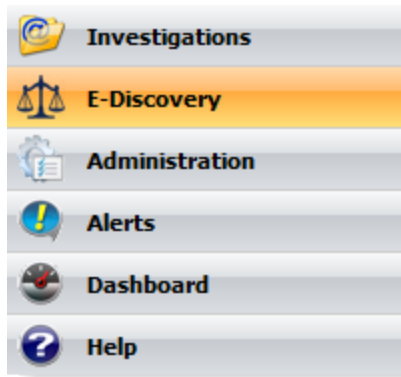 Investigations
E-Discovery
Administration
Alerts
Dashboard
Help